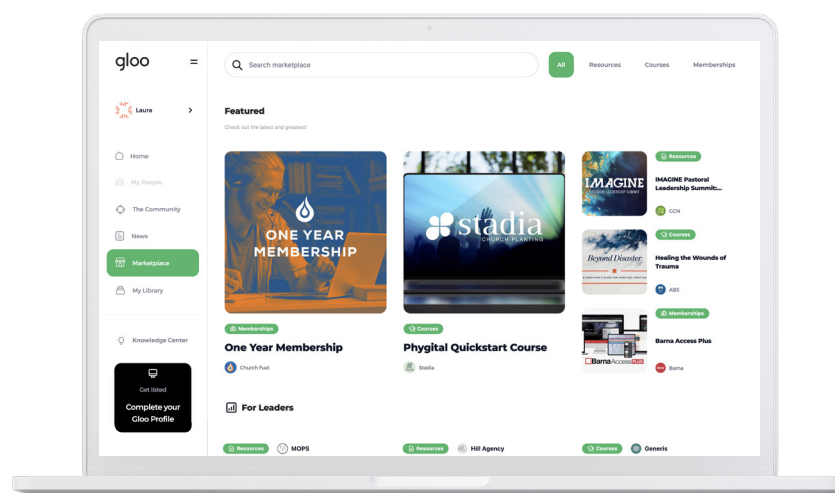 gloo
Search marketplace
All
Resources
Courses
Memberships
Laura
Home
My People
The Community
News
Marketplace
My Library
Knowledge Center
Get listed
Complete your
Gloo Profile
Featured
Check out the latest and greatest!
ONE YEAR
MEMBERSHIP
Memberships
One Year Membership
Church Fuel
stadia
CHURCH PLANTING
Courses
Phygital Quickstart Course
Stadia
IMAGINE
PASTORAL LEADERSHIP SUMMIT
Resources
IMAGINE Pastoral
Leadership Summit:...
GCN
Beyond Disaster
Courses
Healing the Wounds of
Trauma
ABS
BarnaAccessPLUS
Memberships
Barna Access Plus
Barna
For Leaders
Resources
MOPS
Resources
Hill Agency
Courses
Generis